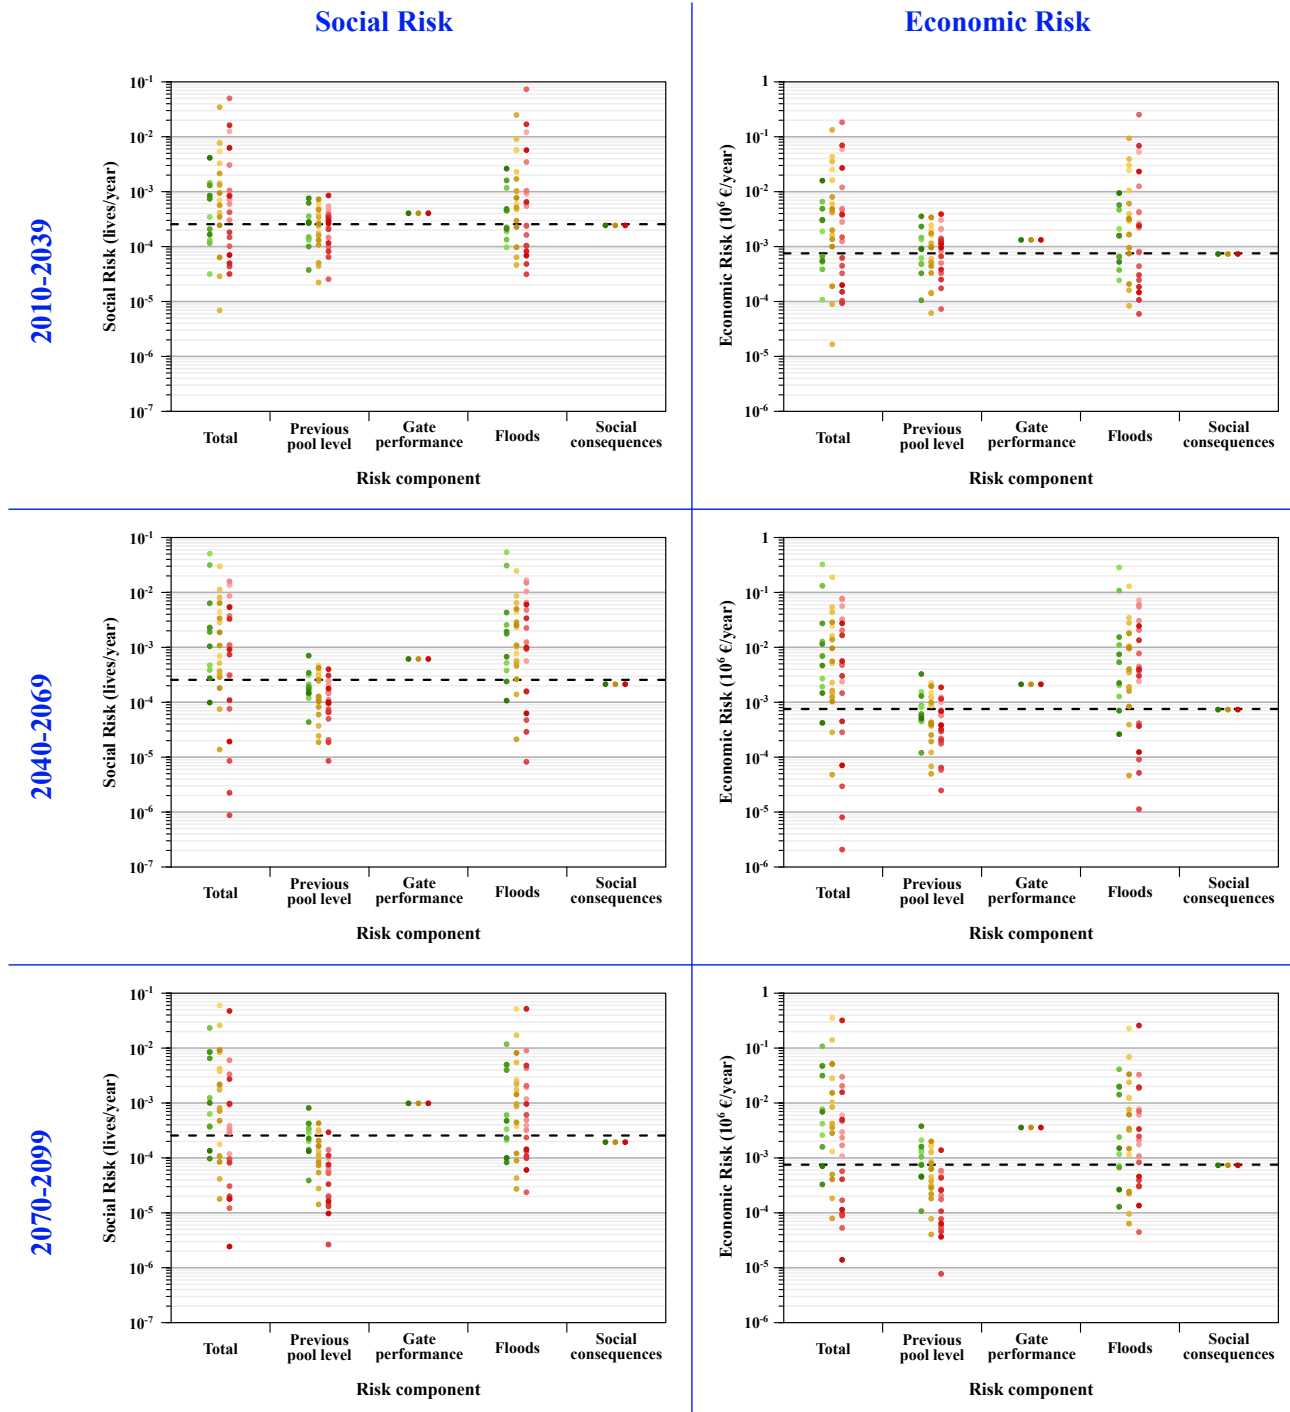 Social Risk
Economic Risk
2010-2039
Social Risk (lives/year)
10⁻¹
10⁻²
10⁻³
10⁻⁴
10⁻⁵
10⁻⁶
10⁻⁷
Total
Previous
pool level
Gate
performance
Floods
Social
consequences
Risk component
Economic Risk (10⁶ €/year)
1
10⁻¹
10⁻²
10⁻³
10⁻⁴
10⁻⁵
10⁻⁶
Total
Previous
pool level
Gate
performance
Floods
Social
consequences
Risk component
2040-2069
Social Risk (lives/year)
10⁻¹
10⁻²
10⁻³
10⁻⁴
10⁻⁵
10⁻⁶
10⁻⁷
Total
Previous
pool level
Gate
performance
Floods
Social
consequences
Risk component
Economic Risk (10⁶ €/year)
1
10⁻¹
10⁻²
10⁻³
10⁻⁴
10⁻⁵
10⁻⁶
Total
Previous
pool level
Gate
performance
Floods
Social
consequences
Risk component
2070-2099
Social Risk (lives/year)
10⁻¹
10⁻²
10⁻³
10⁻⁴
10⁻⁵
10⁻⁶
10⁻⁷
Total
Previous
pool level
Gate
performance
Floods
Social
consequences
Risk component
Economic Risk (10⁶ €/year)
1
10⁻¹
10⁻²
10⁻³
10⁻⁴
10⁻⁵
10⁻⁶
Total
Previous
pool level
Gate
performance
Floods
Social
consequences
Risk component